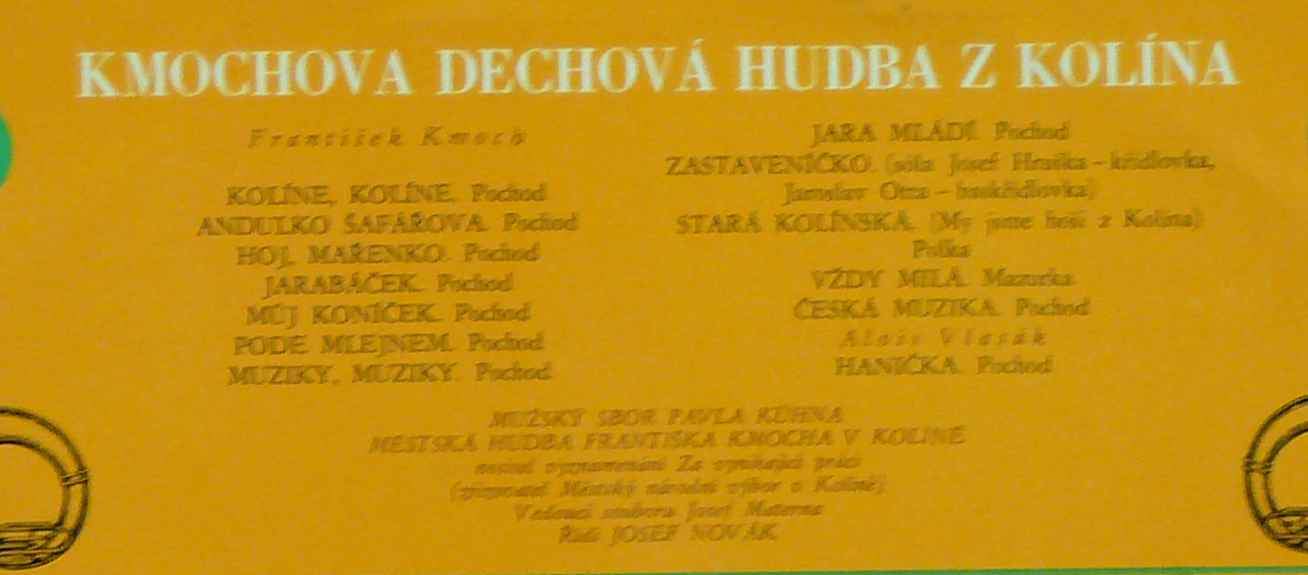 KMOCHOVA DECHOVÁ HUDBA Z KOLÍNA
František Kmoch
KOLÍNE, KOLÍNE. Pochod
ANDULKO ŠAFÁŘOVA. Pochod
HOJ, MAŘENKO. Pochod
JARABÁČEK. Pochod
MŮJ KONÍČEK. Pochod
PODE MLEJNEM. Pochod
MUZIKY, MUZIKY. Pochod
JARA MLÁDÍ. Pochod
ZASTAVENÍČKO. (sóla Josef Hruška – křídlovka,
Jaroslav Otra – baskřídlovka)
STARÁ KOLÍNSKÁ. (My jsme hoši z Kolína)
Polka
VŽDY MILÁ. Mazurka
ČESKÁ MUZIKA. Pochod
Alois Vlasák
HANIČKA. Pochod
MUŽSKÝ SBOR PAVLA KÜHNA
MĚSTSKÁ HUDBA FRANTIŠKA KMOCHA V KOLÍNĚ
nositel vyznamenání Za vynikající práci
(zřizovatel Městský národní výbor v Kolíně)
Vedoucí souboru Josef Materna
Řídí JOSEF NOVÁK